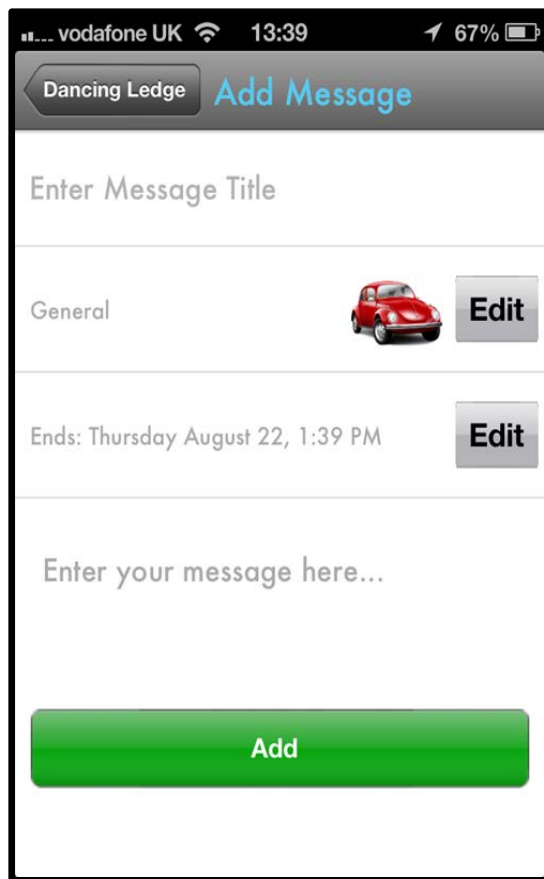 vodafone UK 13:39 67%
Dancing Ledge Add Message
Enter Message Title
General Edit
Ends: Thursday August 22, 1:39 PM Edit
Enter your message here...
Add